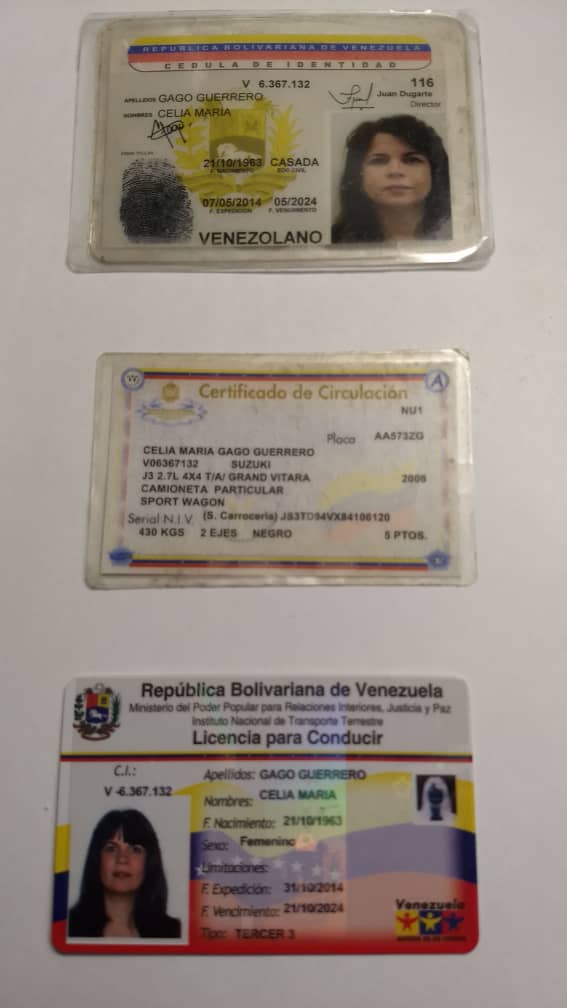 REPUBLICA BOLIVARIANA DE VENEZUELA
CEDULA DE IDENTIDAD
V 6.367.132
116
APELLIDOS GAGO GUERRERO
Juan Dugarte
Director
NOMBRES CELIA MARIA
21/10/1963 CASADA
F. NACIMIENTO EDO CIVIL
07/05/2014 05/2024
F. EXPEDICION F. VENCIMIENTO
VENEZOLANO
Certificado de Circulación
NU1
Placa AA573ZG
CELIA MARIA GAGO GUERRERO
V06367132 SUZUKI
J3 2.7L 4X4 T/A/ GRAND VITARA 2008
CAMIONETA PARTICULAR
SPORT WAGON
Serial N.I.V. (S. Carroceria) JS3TD94VX84106120
430 KGS 2 EJES NEGRO 5 PTOS.
República Bolivariana de Venezuela
Ministerio del Poder Popular para Relaciones Interiores, Justicia y Paz
Instituto Nacional de Transporte Terrestre
Licencia para Conducir
C.I.:
V -6.367.132
Apellidos: GAGO GUERRERO
Nombres: CELIA MARIA
F. Nacimiento: 21/10/1963
Sexo: Femenino
Limitaciones:
F. Expedición: 31/10/2014
F. Vencimiento: 21/10/2024
Tipo: TERCER 3
Venezuela